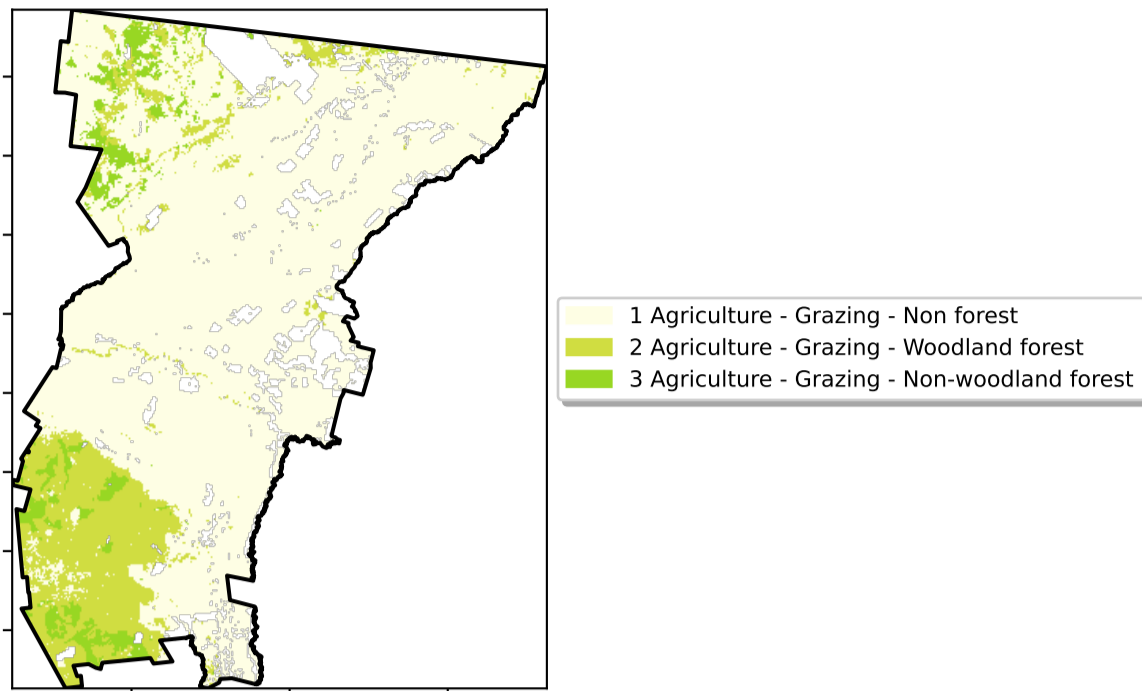 1 Agriculture - Grazing - Non forest
2 Agriculture - Grazing - Woodland forest
3 Agriculture - Grazing - Non-woodland forest